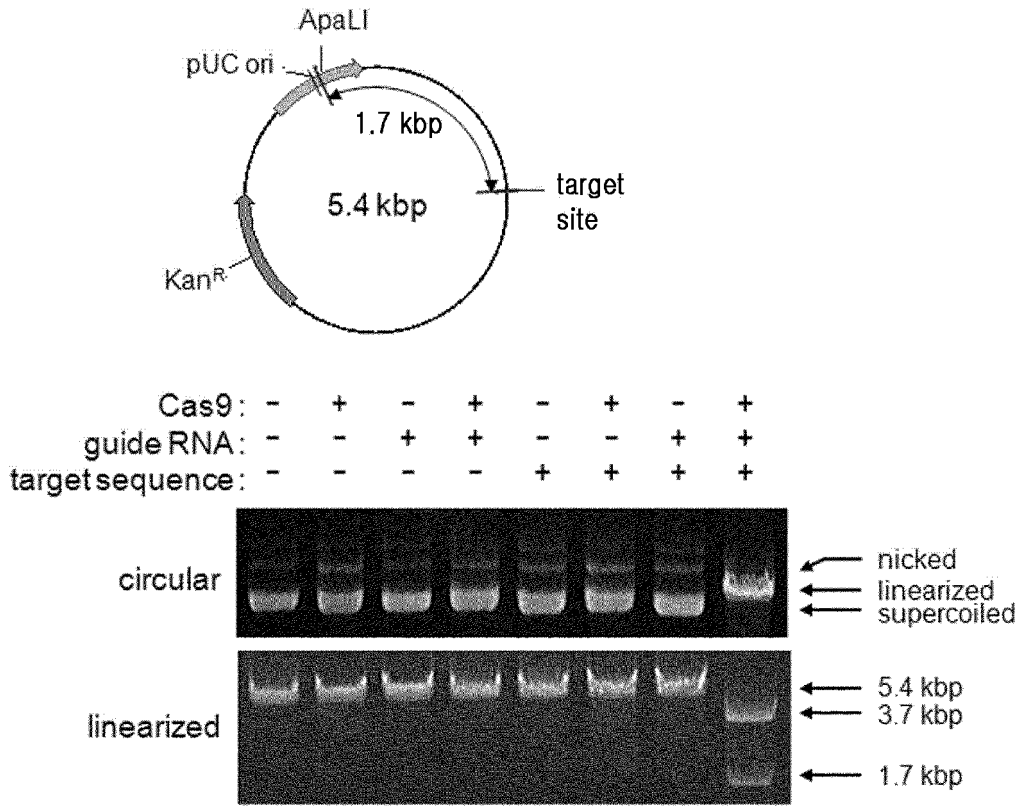 ApaLI
pUC ori
1.7 kbp
5.4 kbp
target
site
Kanᴿ
Cas9 : - + - + - + - +
guide RNA : - - + + - - + +
target sequence : - - - - + + + +
circular
nicked
linearized
supercoiled
linearized
5.4 kbp
3.7 kbp
1.7 kbp